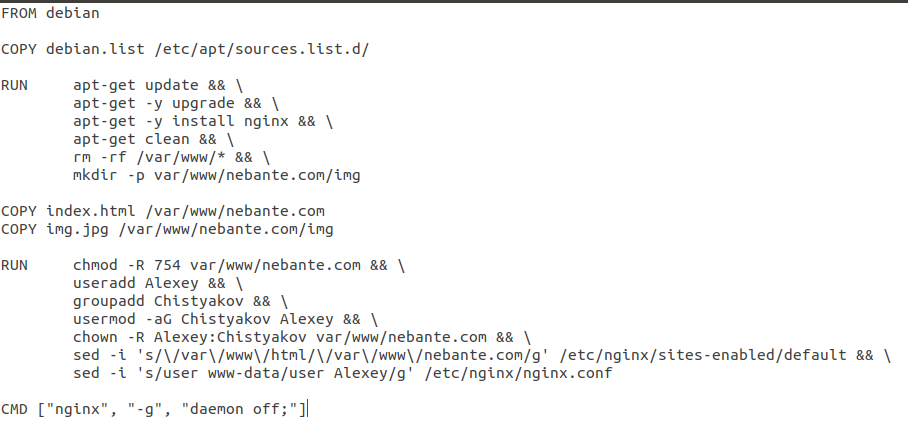 FROM debian
COPY debian.list /etc/apt/sources.list.d/
RUN     apt-get update && \
        apt-get -y upgrade && \
        apt-get -y install nginx && \
        apt-get clean && \
        rm -rf /var/www/* && \
        mkdir -p var/www/nebante.com/img
COPY index.html /var/www/nebante.com
COPY img.jpg /var/www/nebante.com/img
RUN     chmod -R 754 var/www/nebante.com && \
        useradd Alexey && \
        groupadd Chistyakov && \
        usermod -aG Chistyakov Alexey && \
        chown -R Alexey:Chistyakov var/www/nebante.com && \
        sed -i 's/\/var\/www\/html/\/var\/www\/nebante.com/g' /etc/nginx/sites-enabled/default && \
        sed -i 's/user www-data/user Alexey/g' /etc/nginx/nginx.conf
CMD ["nginx", "-g", "daemon off;"]